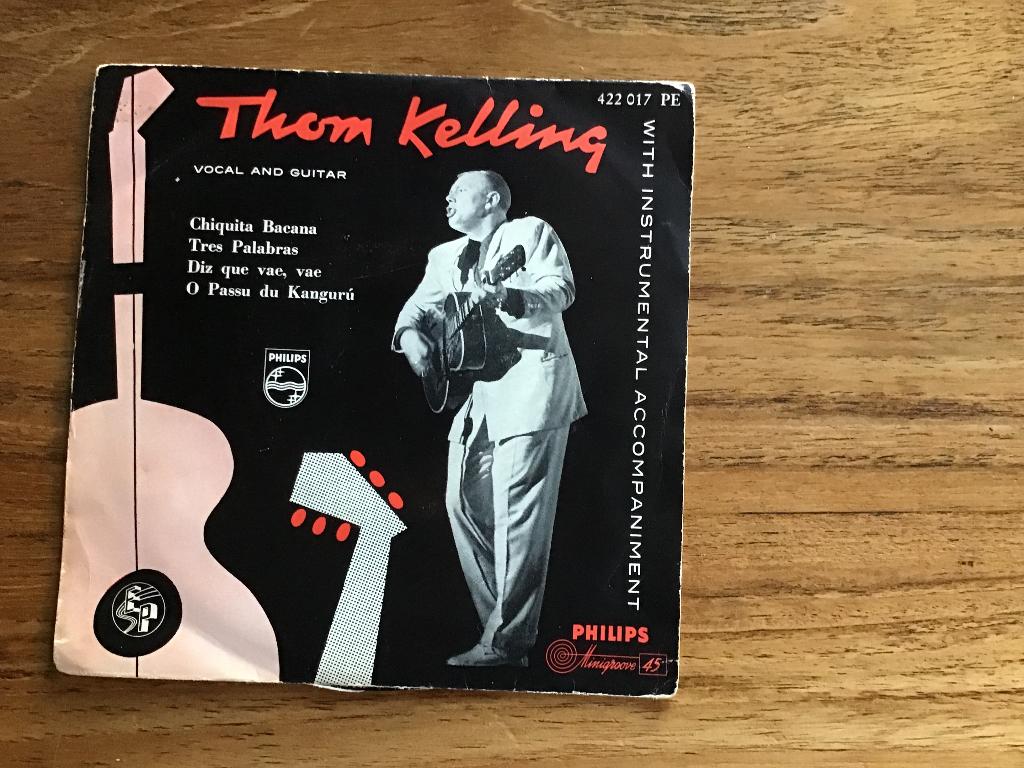 422 017 PE
Thom Kelling
VOCAL AND GUITAR
WITH INSTRUMENTAL ACCOMPANIMENT
Chiquita Bacana
Tres Palabras
Diz que vae, vae
O Passu du Kangurú
PHILIPS
EP
PHILIPS
Minigroove 45